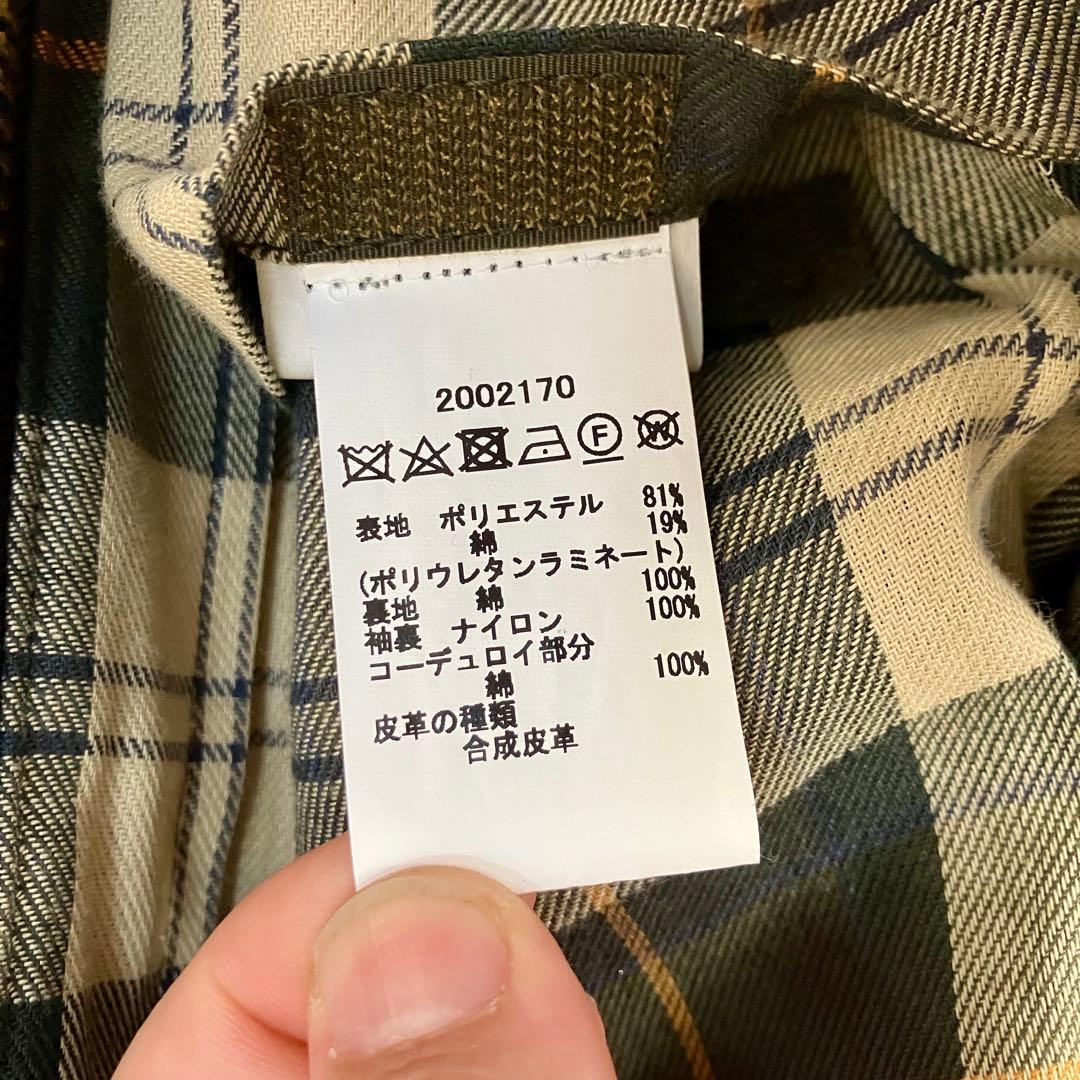 2002170
F W
表地 ポリエステル 81%
綿 19%
(ポリウレタンラミネート)
裏地 綿 100%
袖裏 ナイロン 100%
コーデュロイ部分
綿 100%
皮革の種類
合成皮革